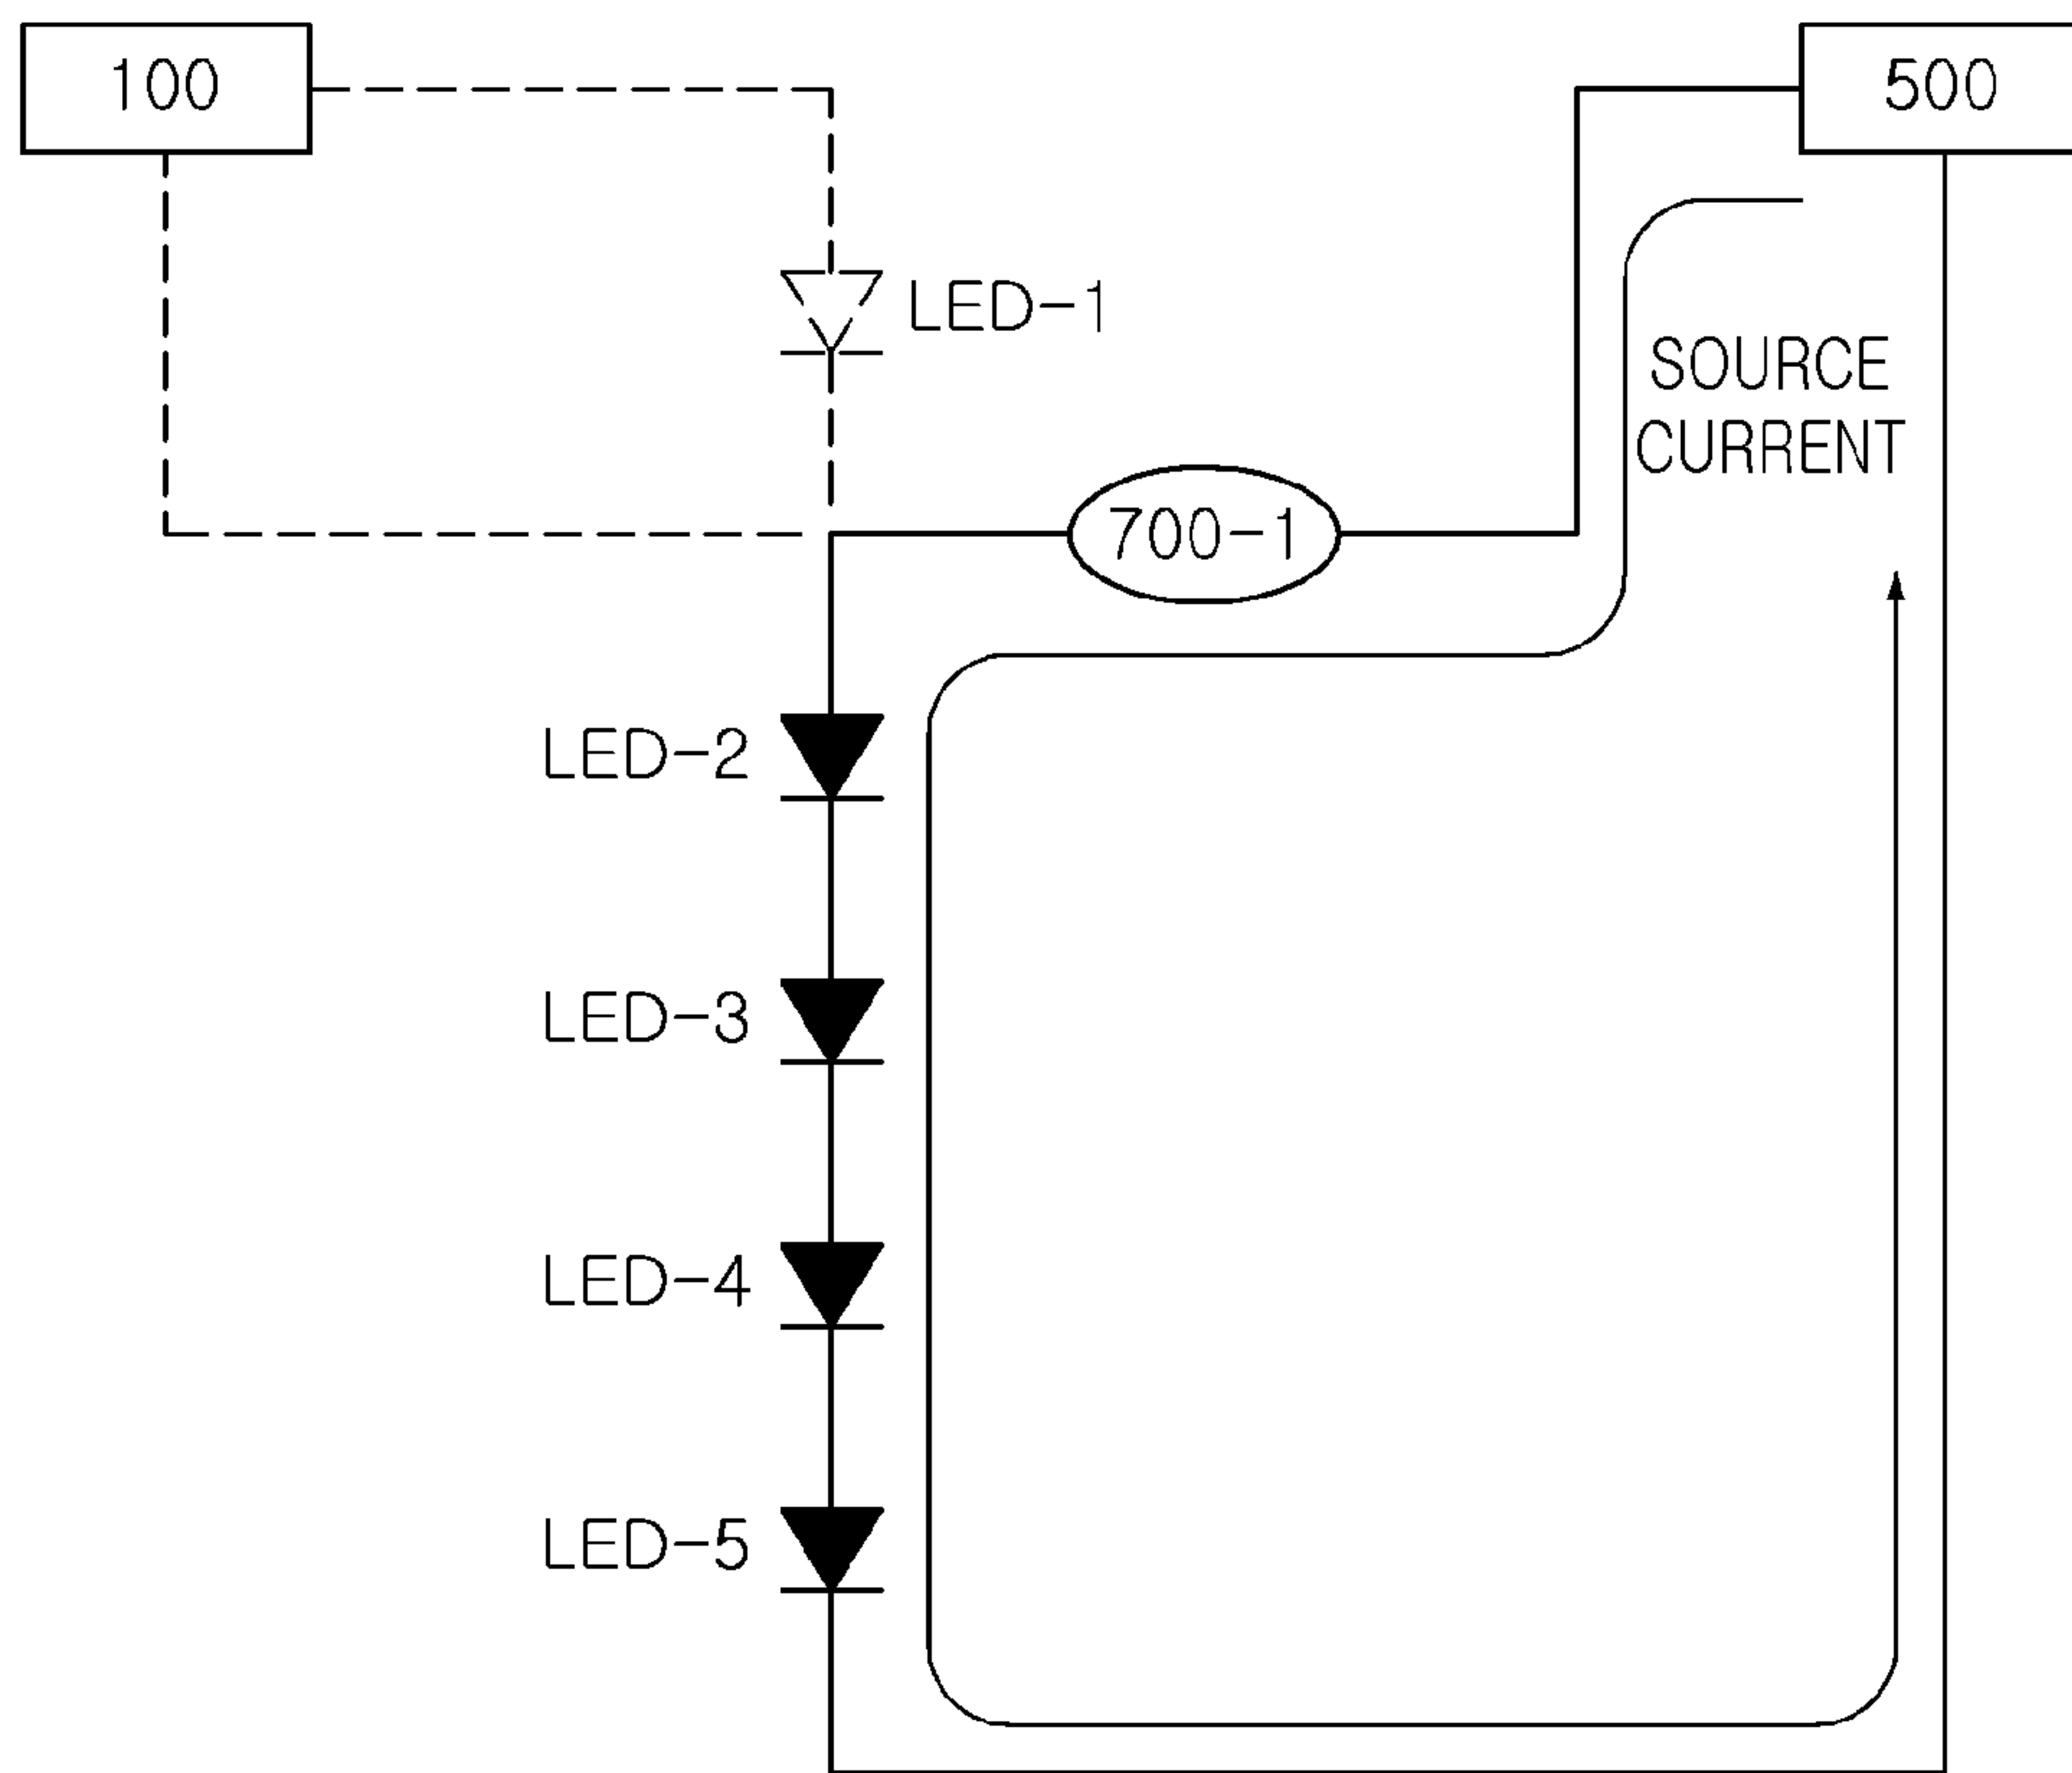 100
500
LED-1
SOURCE
CURRENT
700-1
LED-2
LED-3
LED-4
LED-5